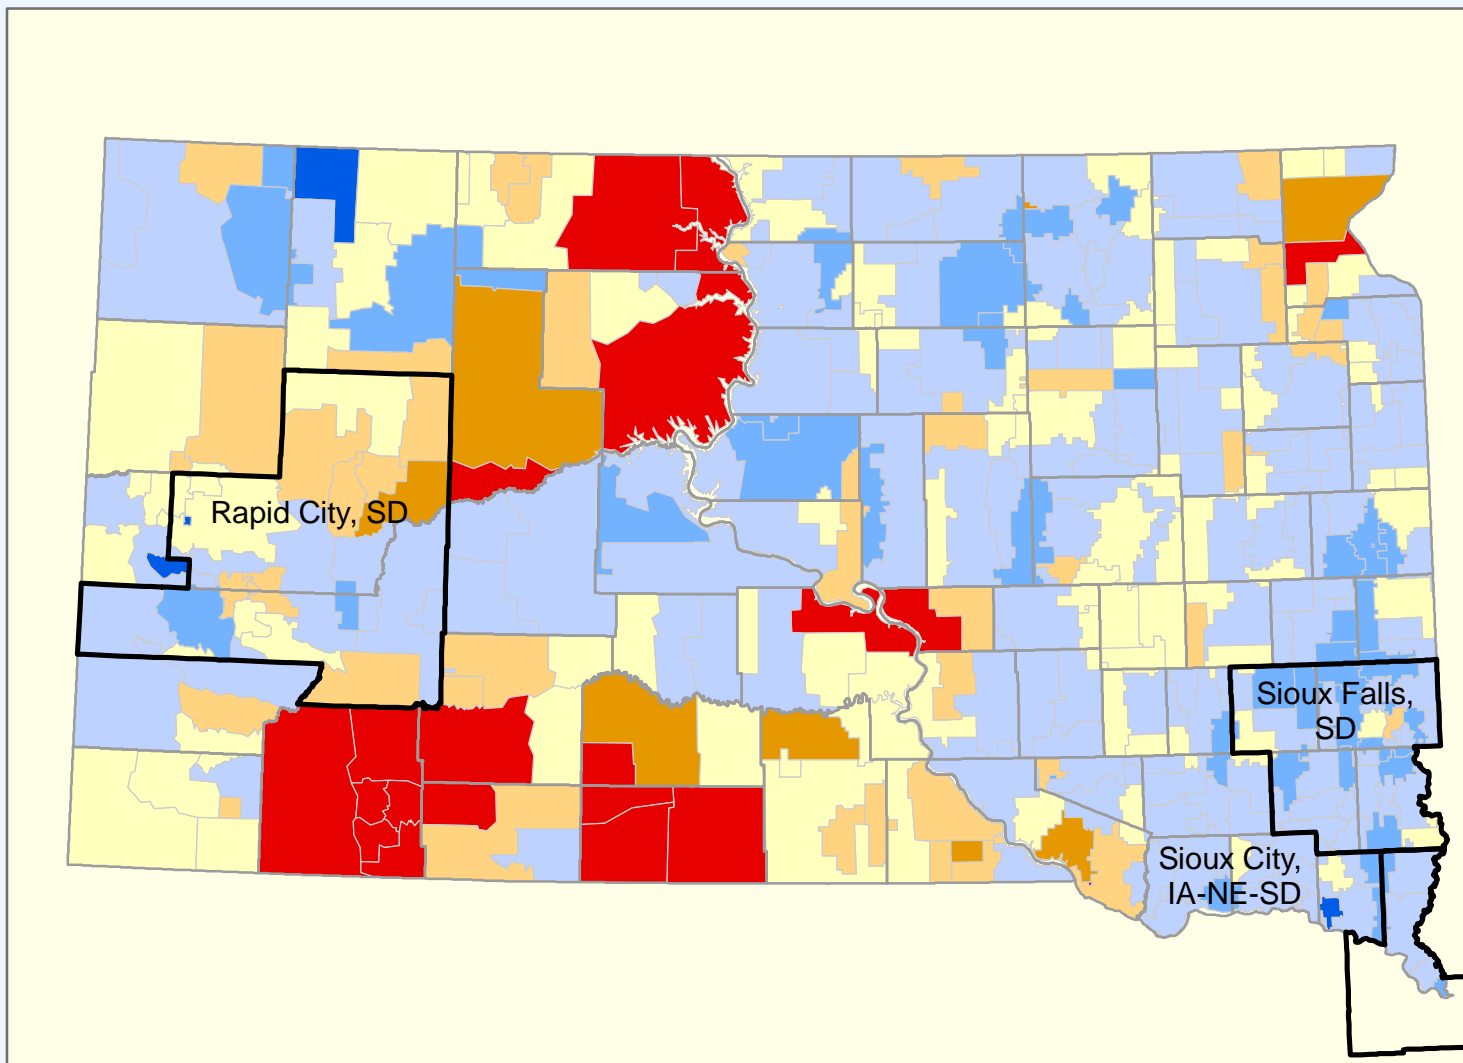 Rapid City, SD
Sioux Falls,
SD
Sioux City,
IA-NE-SD